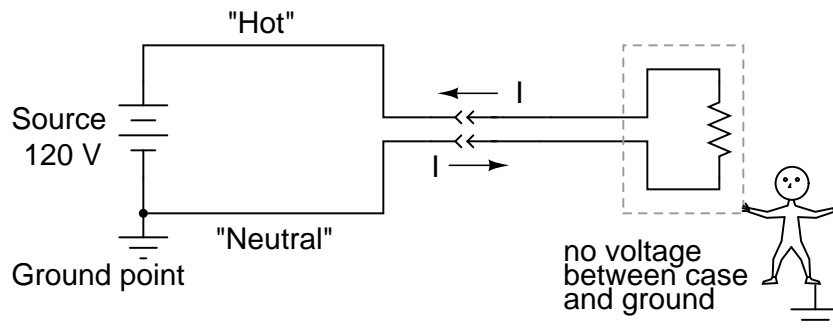 "Hot"
I
Source
120 V
I
"Neutral"
Ground point
no voltage
between case
and ground